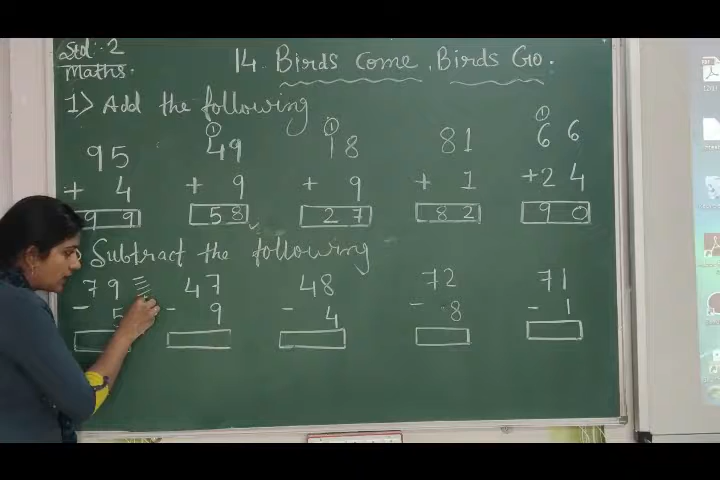 Std :- 2
Maths.
14. Birds Come, Birds Go.
1) Add the following
① ① ①
95 49 18 81 66
+ 4 + 9 + 9 + 1 +24
99 58 27 82 90
Subtract the following
79 47 48 72 71
- 5 - 9 - 4 - 8 - 1